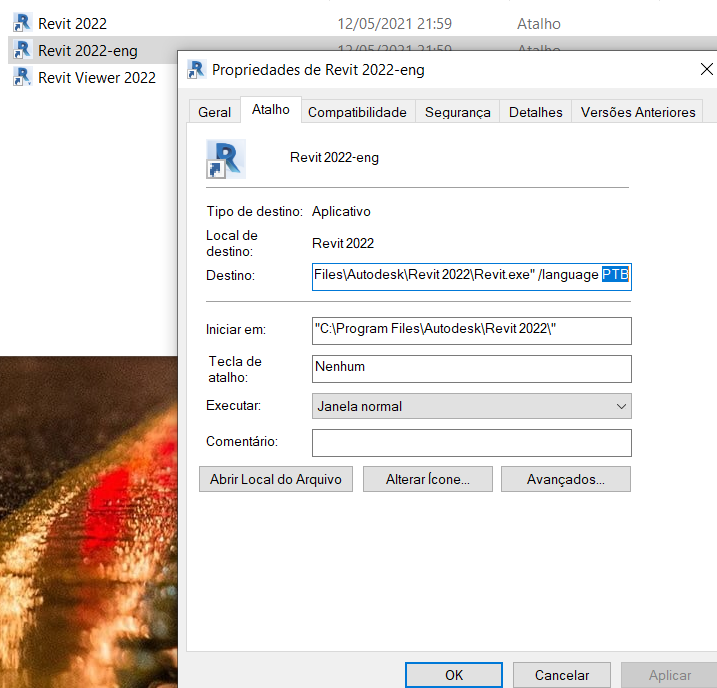 Revit 2022 12/05/2021 21:59 Atalho
Revit 2022-eng 12/05/2021 21:59 Atalho
Revit Viewer 2022
Propriedades de Revit 2022-eng
Geral Atalho Compatibilidade Segurança Detalhes Versões Anteriores
Revit 2022-eng
Tipo de destino: Aplicativo
Local de
destino: Revit 2022
Destino: Files\Autodesk\Revit 2022\Revit.exe" /language PTB
Iniciar em: "C:\Program Files\Autodesk\Revit 2022\"
Tecla de
atalho: Nenhum
Executar: Janela normal
Comentário:
Abrir Local do Arquivo Alterar Ícone... Avançados...
OK Cancelar Aplicar